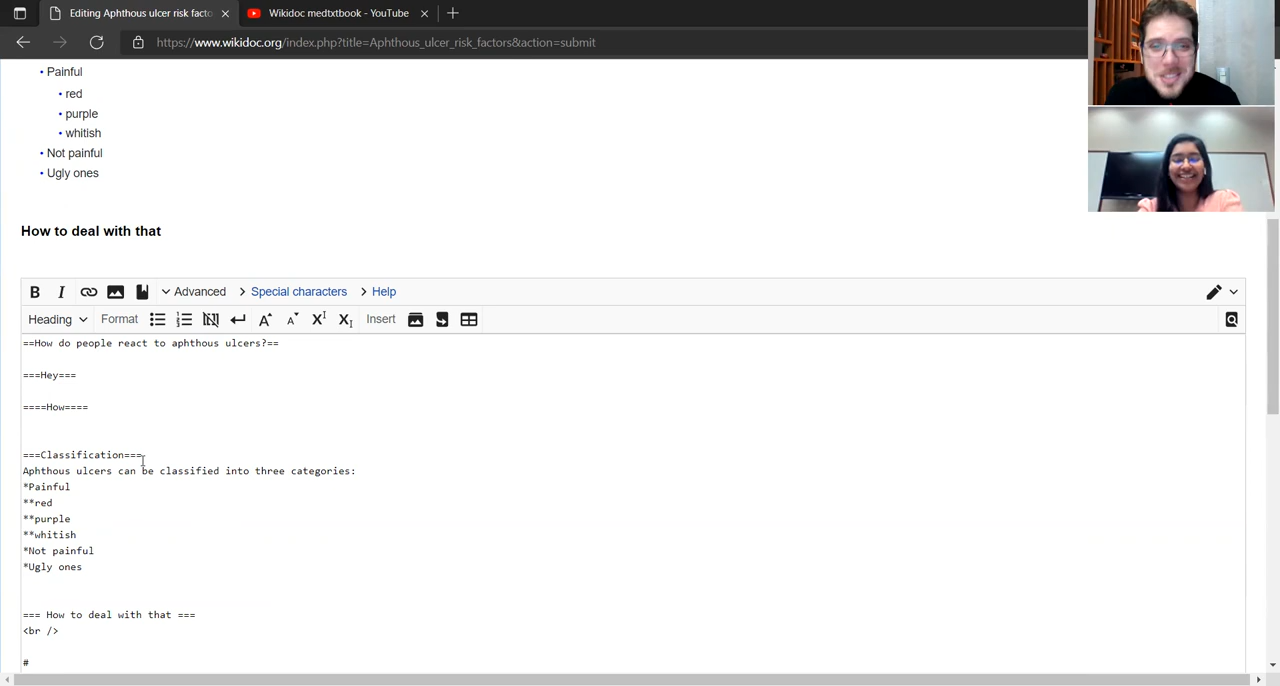 Editing Aphthous ulcer risk facto
Wikidoc medtxtbook - YouTube
https://www.wikidoc.org/index.php?title=Aphthous_ulcer_risk_factors&action=submit
• Painful
• red
• purple
• whitish
• Not painful
• Ugly ones
How to deal with that
B I Advanced Special characters Help
Heading Format Insert
==How do people react to aphthous ulcers?==
===Hey===
====How====
===Classification===
Aphthous ulcers can be classified into three categories:
*Painful
**red
**purple
**whitish
*Not painful
*Ugly ones
=== How to deal with that ===
<br />
#